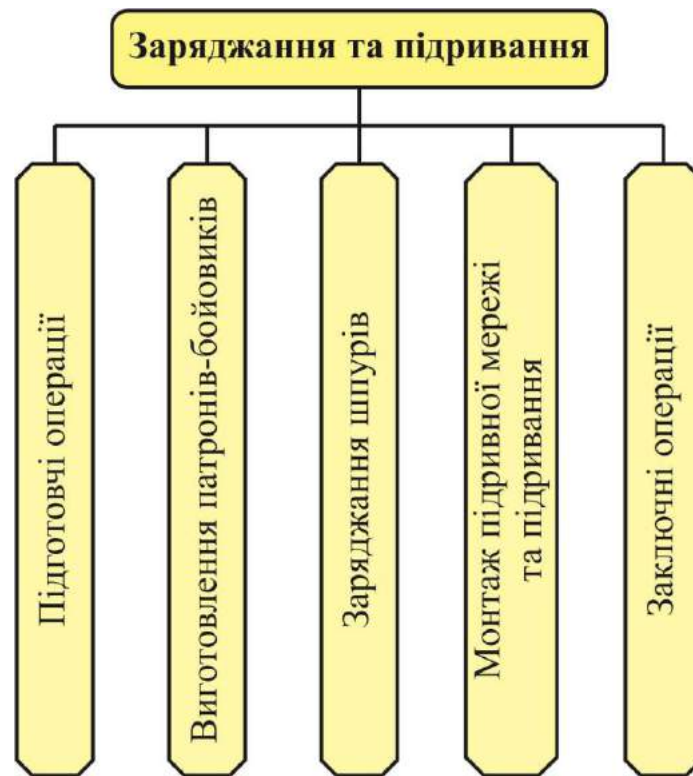 Заряджання та підривання
Підготовчі операції
Виготовлення патронів-бойовиків
Заряджання шпурів
Монтаж підривної мережі
та підривання
Заключні операції